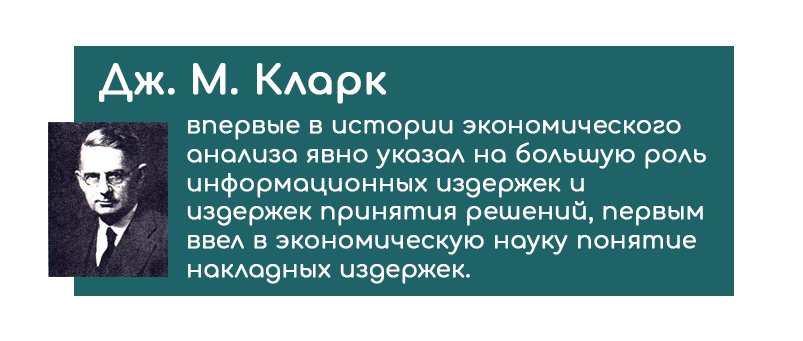 Дж. М. Кларк
впервые в истории экономического
анализа явно указал на большую роль
информационных издержек и
издержек принятия решений, первым
ввел в экономическую науку понятие
накладных издержек.